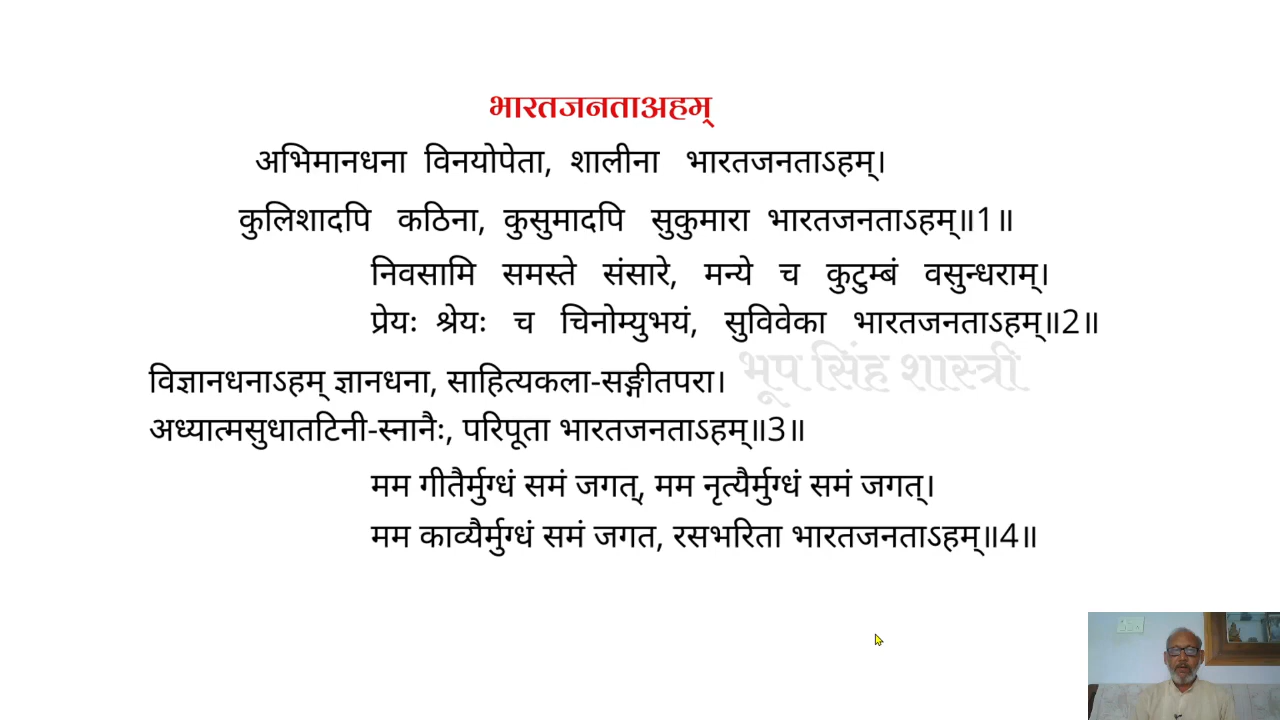 भारतजनताअहम्
अभिमानधना विनयोपेता, शालीना भारतजनताऽहम्।
कुलिशादपि कठिना, कुसुमादपि सुकुमारा भारतजनताऽहम्॥1॥
निवसामि समस्ते संसारे, मन्ये च कुटुम्बं वसुन्धराम्।
प्रेयः श्रेयः च चिनोम्युभयं, सुविवेका भारतजनताऽहम्॥2॥
भूप सिंह शास्त्री
विज्ञानधनाऽहम् ज्ञानधना, साहित्यकला-सङ्गीतपरा।
अध्यात्मसुधातटिनी-स्नानैः, परिपूता भारतजनताऽहम्॥3॥
मम गीतैर्मुग्धं समं जगत्, मम नृत्यैर्मुग्धं समं जगत्।
मम काव्यैर्मुग्धं समं जगत, रसभरिता भारतजनताऽहम्॥4॥